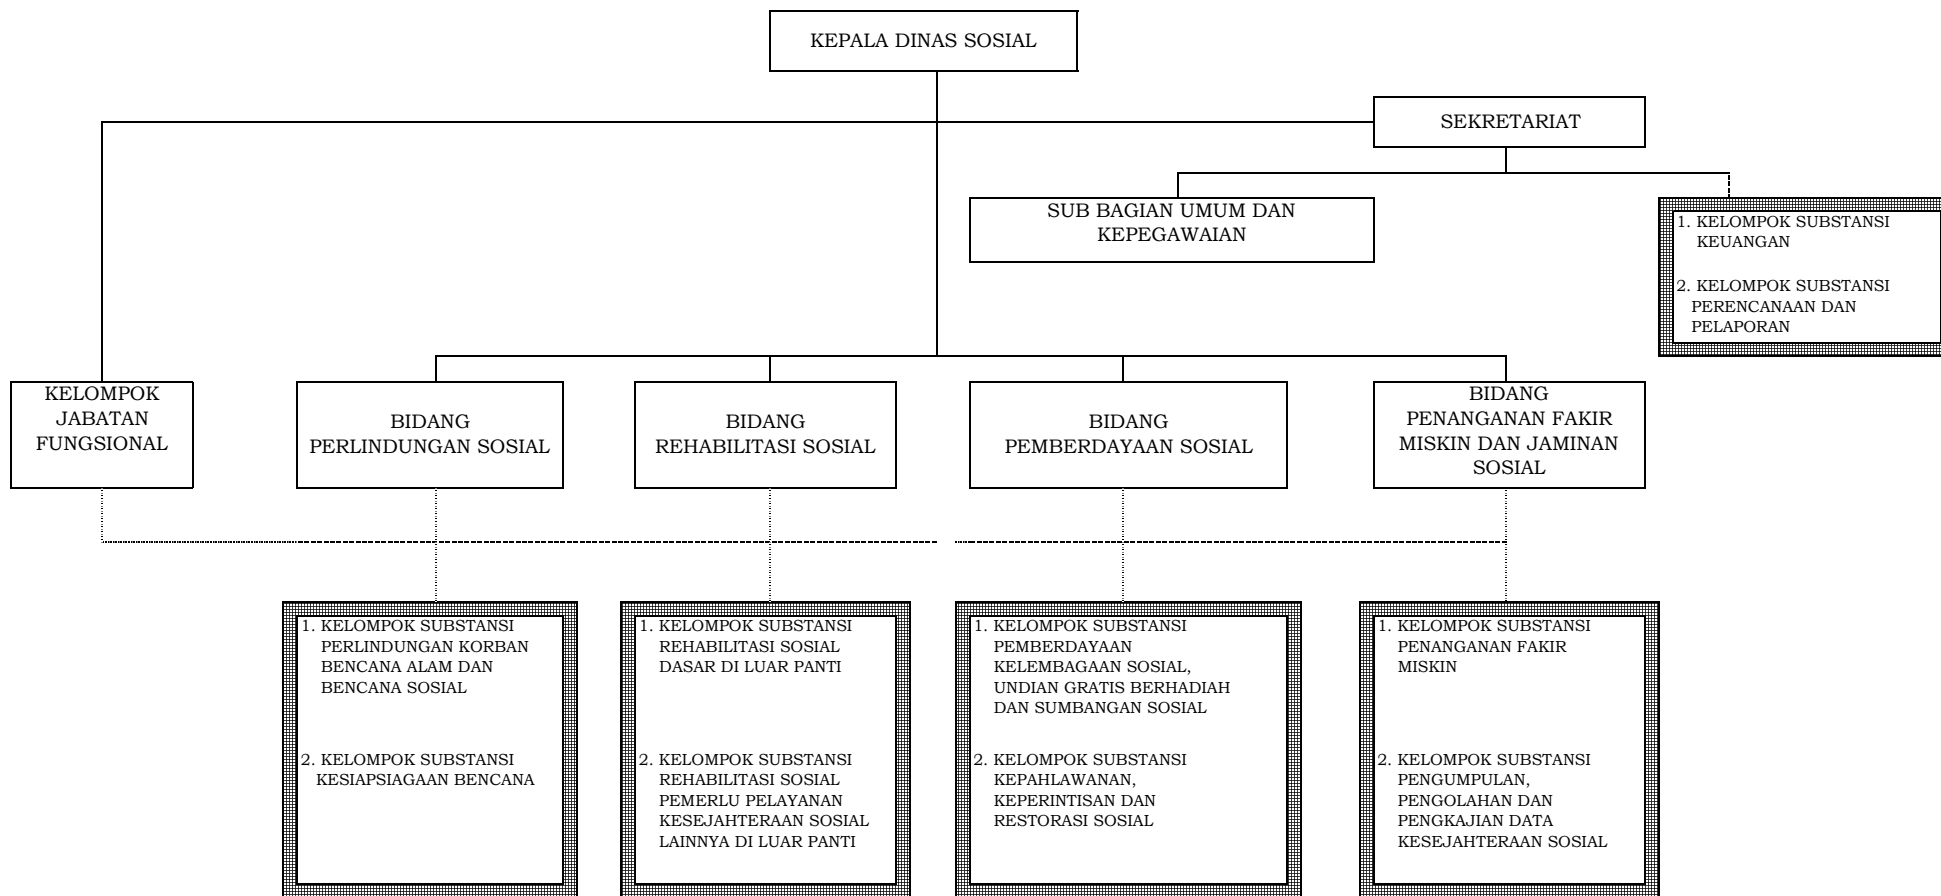 KEPALA DINAS SOSIAL
SEKRETARIAT
SUB BAGIAN UMUM DAN
KEPEGAWAIAN
1. KELOMPOK SUBSTANSI
KEUANGAN
2. KELOMPOK SUBSTANSI
PERENCANAAN DAN
PELAPORAN
KELOMPOK
JABATAN
FUNGSIONAL
BIDANG
PERLINDUNGAN SOSIAL
BIDANG
REHABILITASI SOSIAL
BIDANG
PEMBERDAYAAN SOSIAL
BIDANG
PENANGANAN FAKIR
MISKIN DAN JAMINAN
SOSIAL
1. KELOMPOK SUBSTANSI
PERLINDUNGAN KORBAN
BENCANA ALAM DAN
BENCANA SOSIAL
2. KELOMPOK SUBSTANSI
KESIAPSIAGAAN BENCANA
1. KELOMPOK SUBSTANSI
REHABILITASI SOSIAL
DASAR DI LUAR PANTI
2. KELOMPOK SUBSTANSI
REHABILITASI SOSIAL
PEMERLU PELAYANAN
KESEJAHTERAAN SOSIAL
LAINNYA DI LUAR PANTI
1. KELOMPOK SUBSTANSI
PEMBERDAYAAN
KELEMBAGAAN SOSIAL,
UNDIAN GRATIS BERHADIAH
DAN SUMBANGAN SOSIAL
2. KELOMPOK SUBSTANSI
KEPAHLAWANAN,
KEPERINTISAN DAN
RESTORASI SOSIAL
1. KELOMPOK SUBSTANSI
PENANGANAN FAKIR
MISKIN
2. KELOMPOK SUBSTANSI
PENGUMPULAN,
PENGOLAHAN DAN
PENGKAJIAN DATA
KESEJAHTERAAN SOSIAL